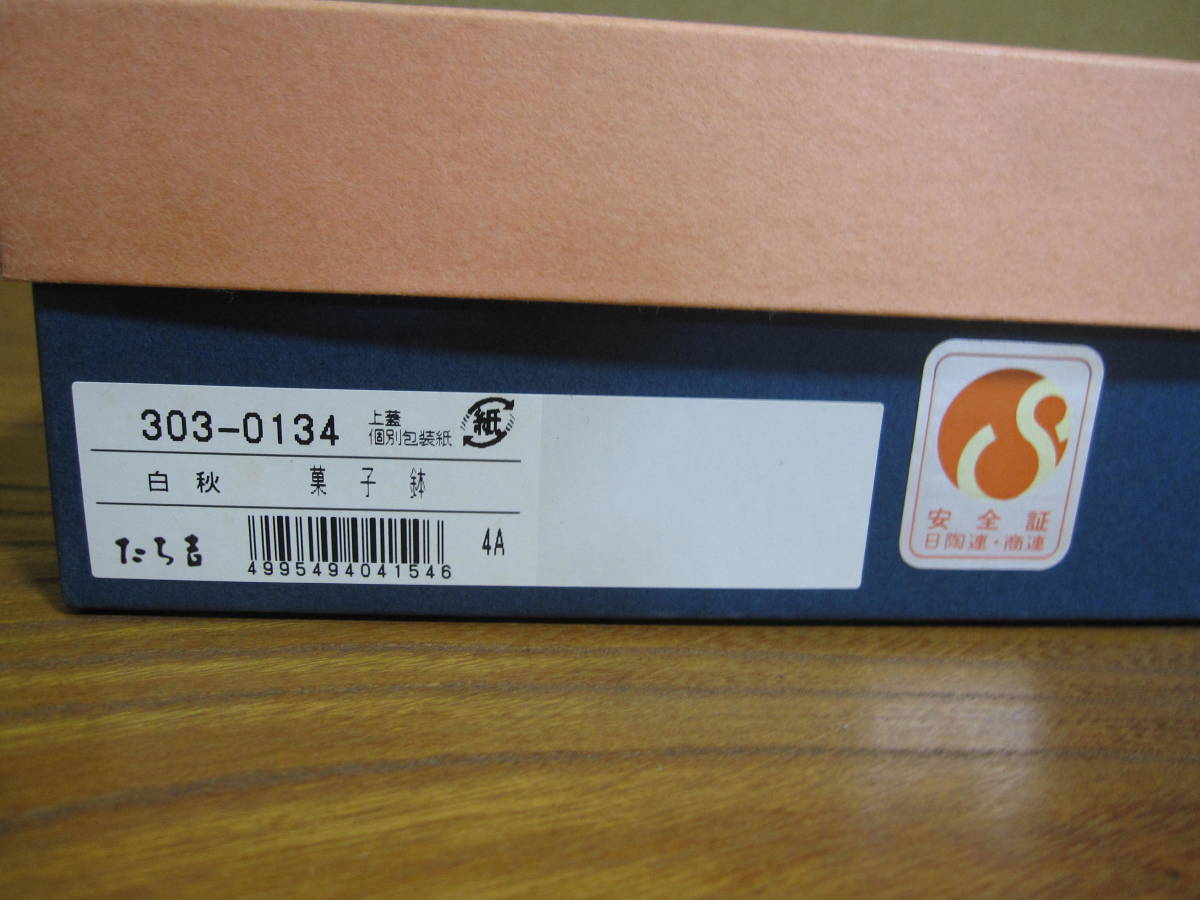 303-0134
上蓋
個別包装紙
紙
白秋 菓子鉢
たち吉
4995494041546
4A
安全証
日陶連・商連